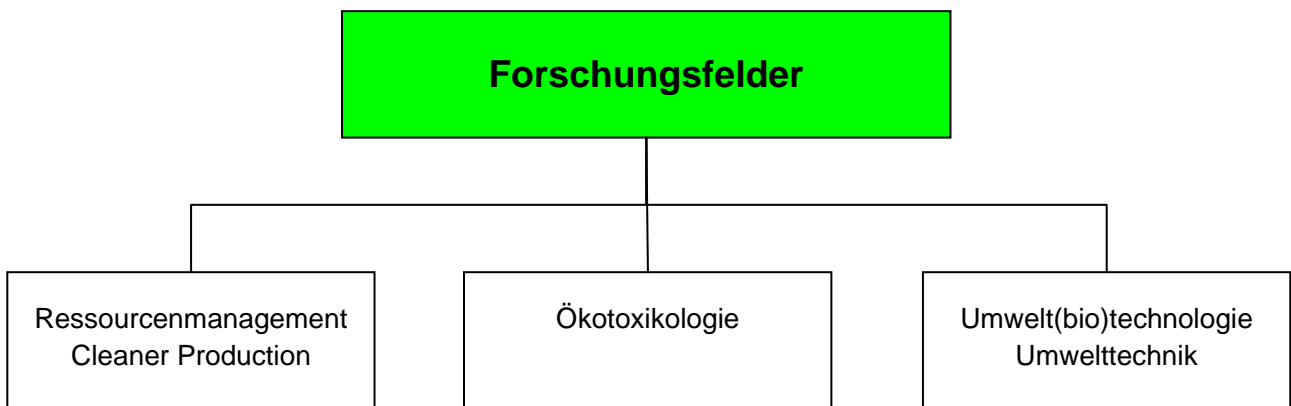 Forschungsfelder
Ressourcenmanagement
Cleaner Production
Ökotoxikologie
Umwelt(bio)technologie
Umwelttechnik